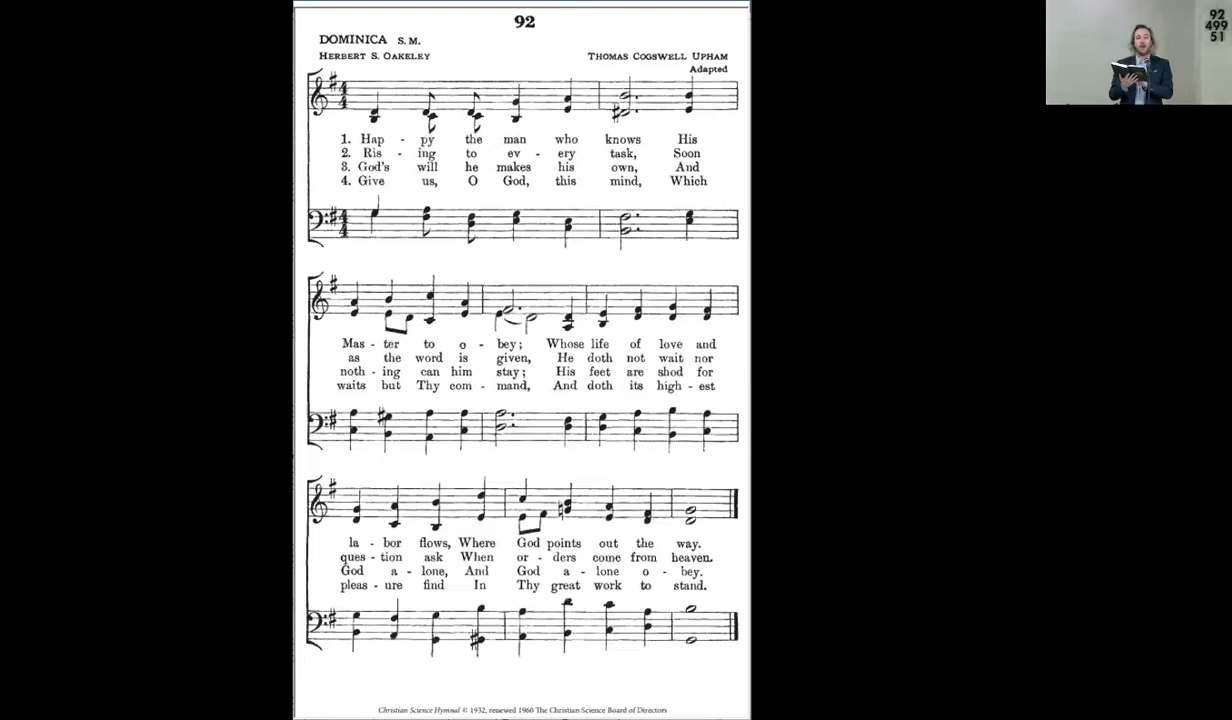 92
DOMINICA S. M.
HERBERT S. OAKELEY
THOMAS COGSWELL UPHAM
Adapted
1. Hap - py the man who knows His
2. Ris - ing to ev - ery task, Soon
3. God's will he makes his own, And
4. Give us, O God, this mind, Which
Mas - ter to o - bey; Whose life of love and
as the word is given, He doth not wait nor
noth - ing can him stay; His feet are shod for
waits but Thy com - mand, And doth its high - est
la - bor flows, Where God points out the way.
ques - tion ask When or - ders come from heaven.
God a - lone, And God a - lone o - bey.
pleas - ure find In Thy great work to stand.
Christian Science Hymnal © 1932, renewed 1960 The Christian Science Board of Directors
92
499
51